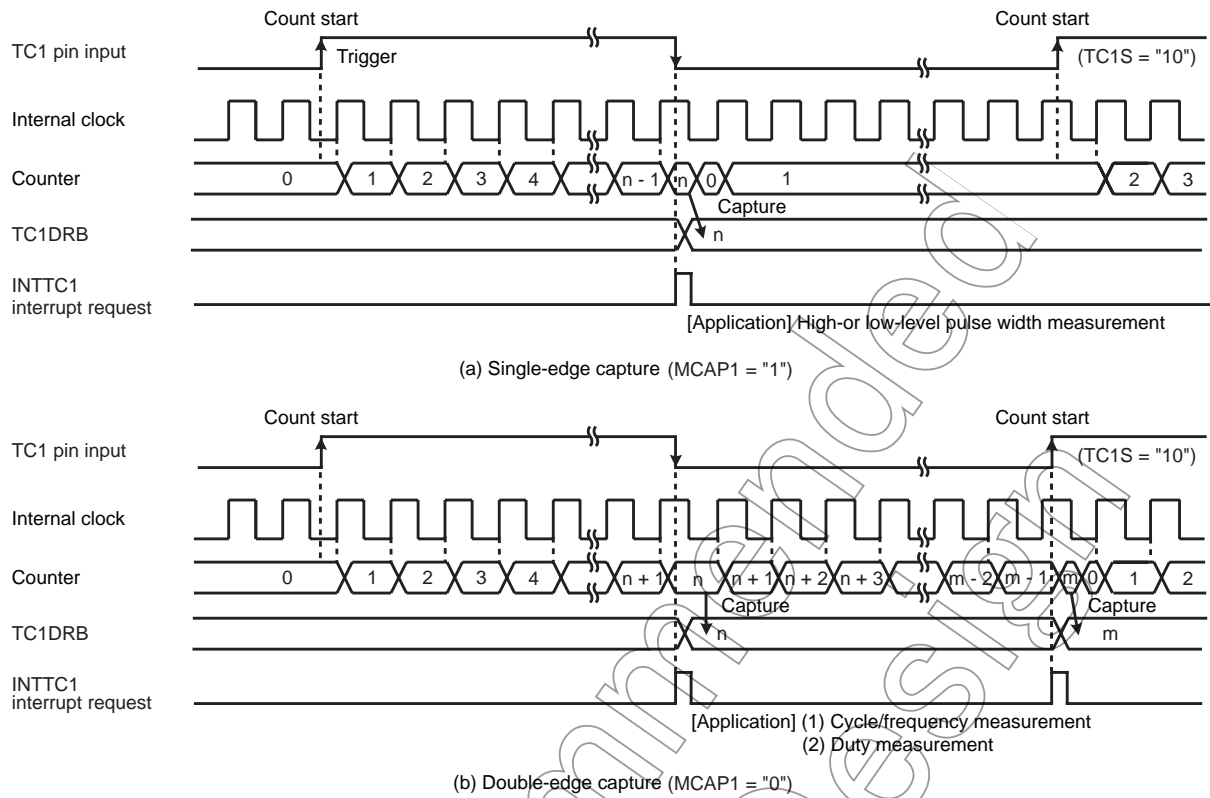 Count start Count start
TC1 pin input Trigger (TC1S = "10")
Internal clock
Counter 0 1 2 3 4 n - 1 n 0 1 2 3
Capture
TC1DRB n
INTTC1
interrupt request
[Application] High-or low-level pulse width measurement
(a) Single-edge capture (MCAP1 = "1")
Count start Count start
TC1 pin input (TC1S = "10")
Internal clock
Counter 0 1 2 3 4 n + 1 n n + 1 n + 2 n + 3 m - 2 m - 1 m 0 1 2
Capture Capture
TC1DRB n m
INTTC1
interrupt request
[Application] (1) Cycle/frequency measurement
(2) Duty measurement
(b) Double-edge capture (MCAP1 = "0")
mmended
esign